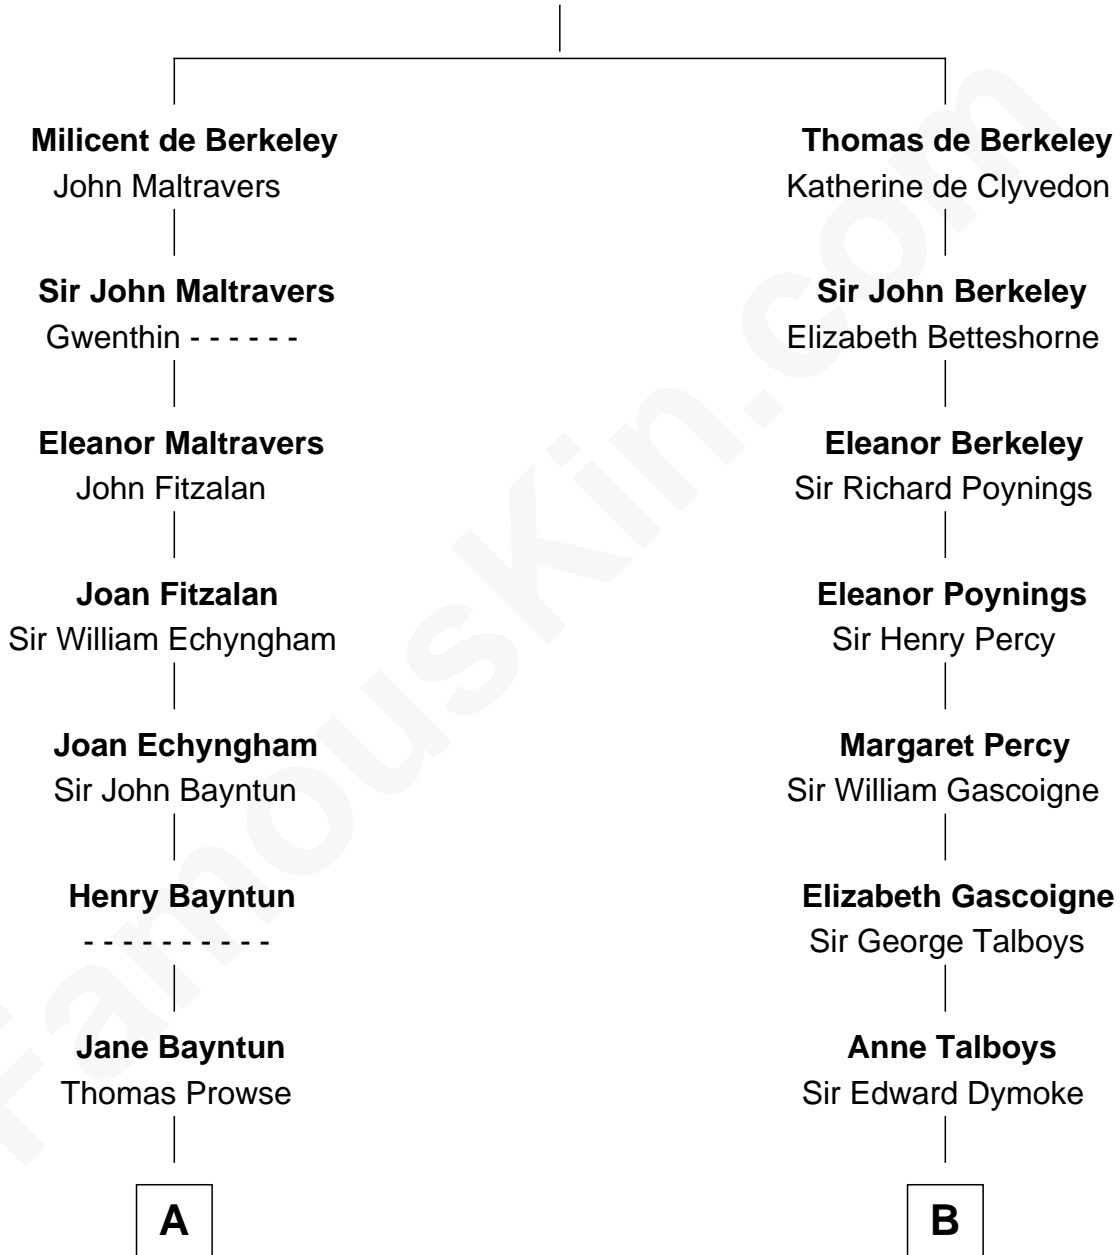 Milicent de Berkeley
John Maltravers
Sir John Maltravers
Gwenthin - - - - - -
Eleanor Maltravers
John Fitzalan
Joan Fitzalan
Sir William Echyngham
Joan Echyngham
Sir John Bayntun
Henry Bayntun
- - - - - - - - - -
Jane Bayntun
Thomas Prowse
A
Thomas de Berkeley
Katherine de Clyvedon
Sir John Berkeley
Elizabeth Betteshorne
Eleanor Berkeley
Sir Richard Poynings
Eleanor Poynings
Sir Henry Percy
Margaret Percy
Sir William Gascoigne
Elizabeth Gascoigne
Sir George Talboys
Anne Talboys
Sir Edward Dymoke
B
FamousKin.com